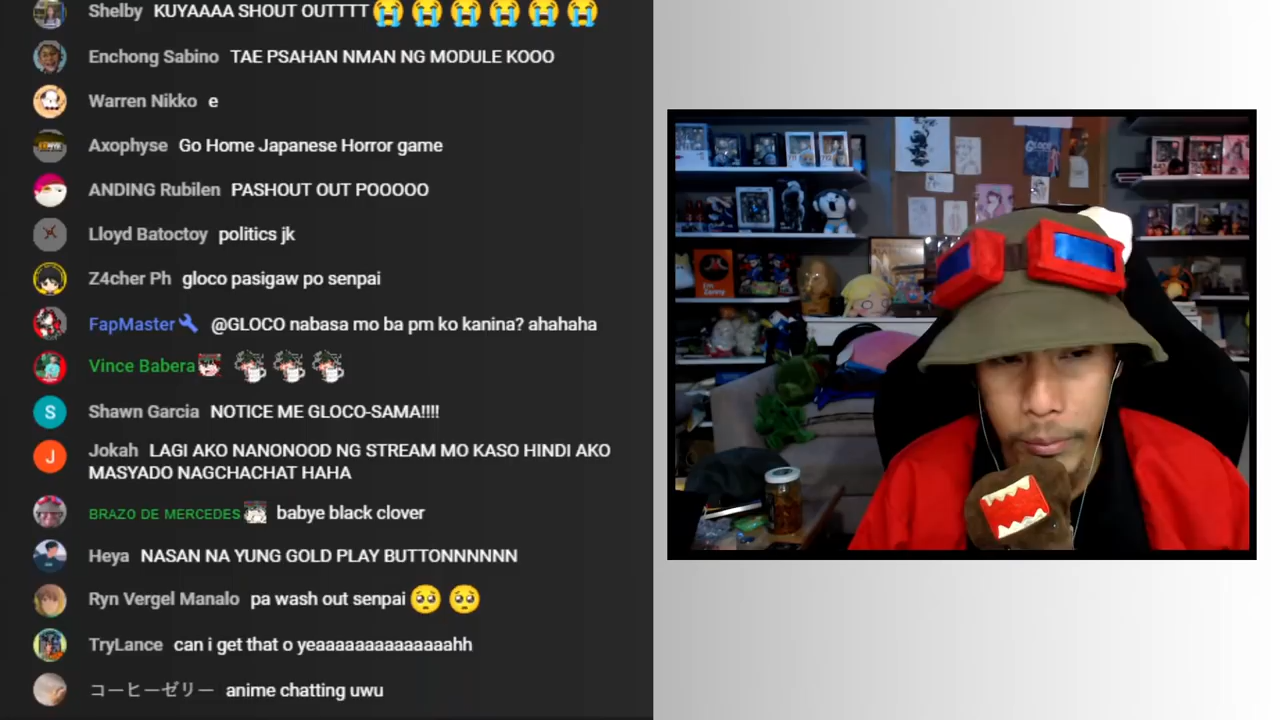 Shelby KUYAAAA SHOUT OUTTTT 😭 😭 😭 😭 😭 😭
Enchong Sabino TAE PSAHAN NMAN NG MODULE KOOO
Warren Nikko e
Axophyse Go Home Japanese Horror game
ANDING Rubilen PASHOUT OUT POOOOO
Lloyd Batoctoy politics jk
Z4cher Ph gloco pasigaw po senpai
FapMaster @GLOCO nabasa mo ba pm ko kanina? ahahaha
Vince Babera
S Shawn Garcia NOTICE ME GLOCO-SAMA!!!!
J Jokah LAGI AKO NANONOOD NG STREAM MO KASO HINDI AKO
MASYADO NAGCHACHAT HAHA
BRAZO DE MERCEDES babye black clover
Heya NASAN NA YUNG GOLD PLAY BUTTONNNNNN
Ryn Vergel Manalo pa wash out senpai 🥺 🥺
TryLance can i get that o yeaaaaaaaaaaaaaahh
コーヒーゼリー anime chatting uwu